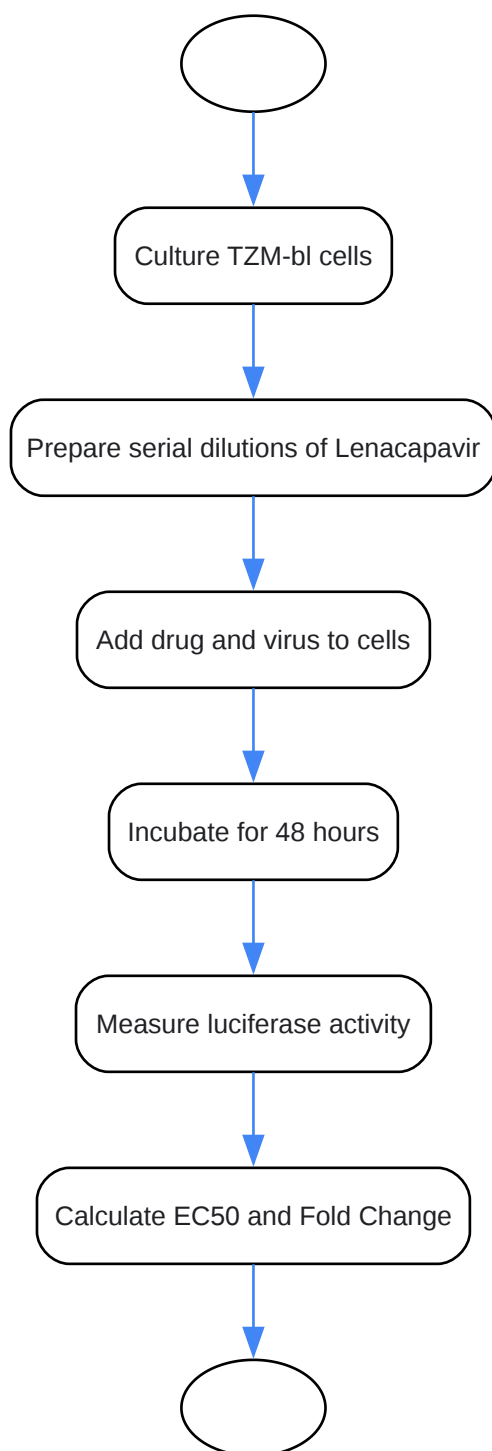 Culture TZM-bl cells
Prepare serial dilutions of Lenacapavir
Add drug and virus to cells
Incubate for 48 hours
Measure luciferase activity
Calculate EC50 and Fold Change